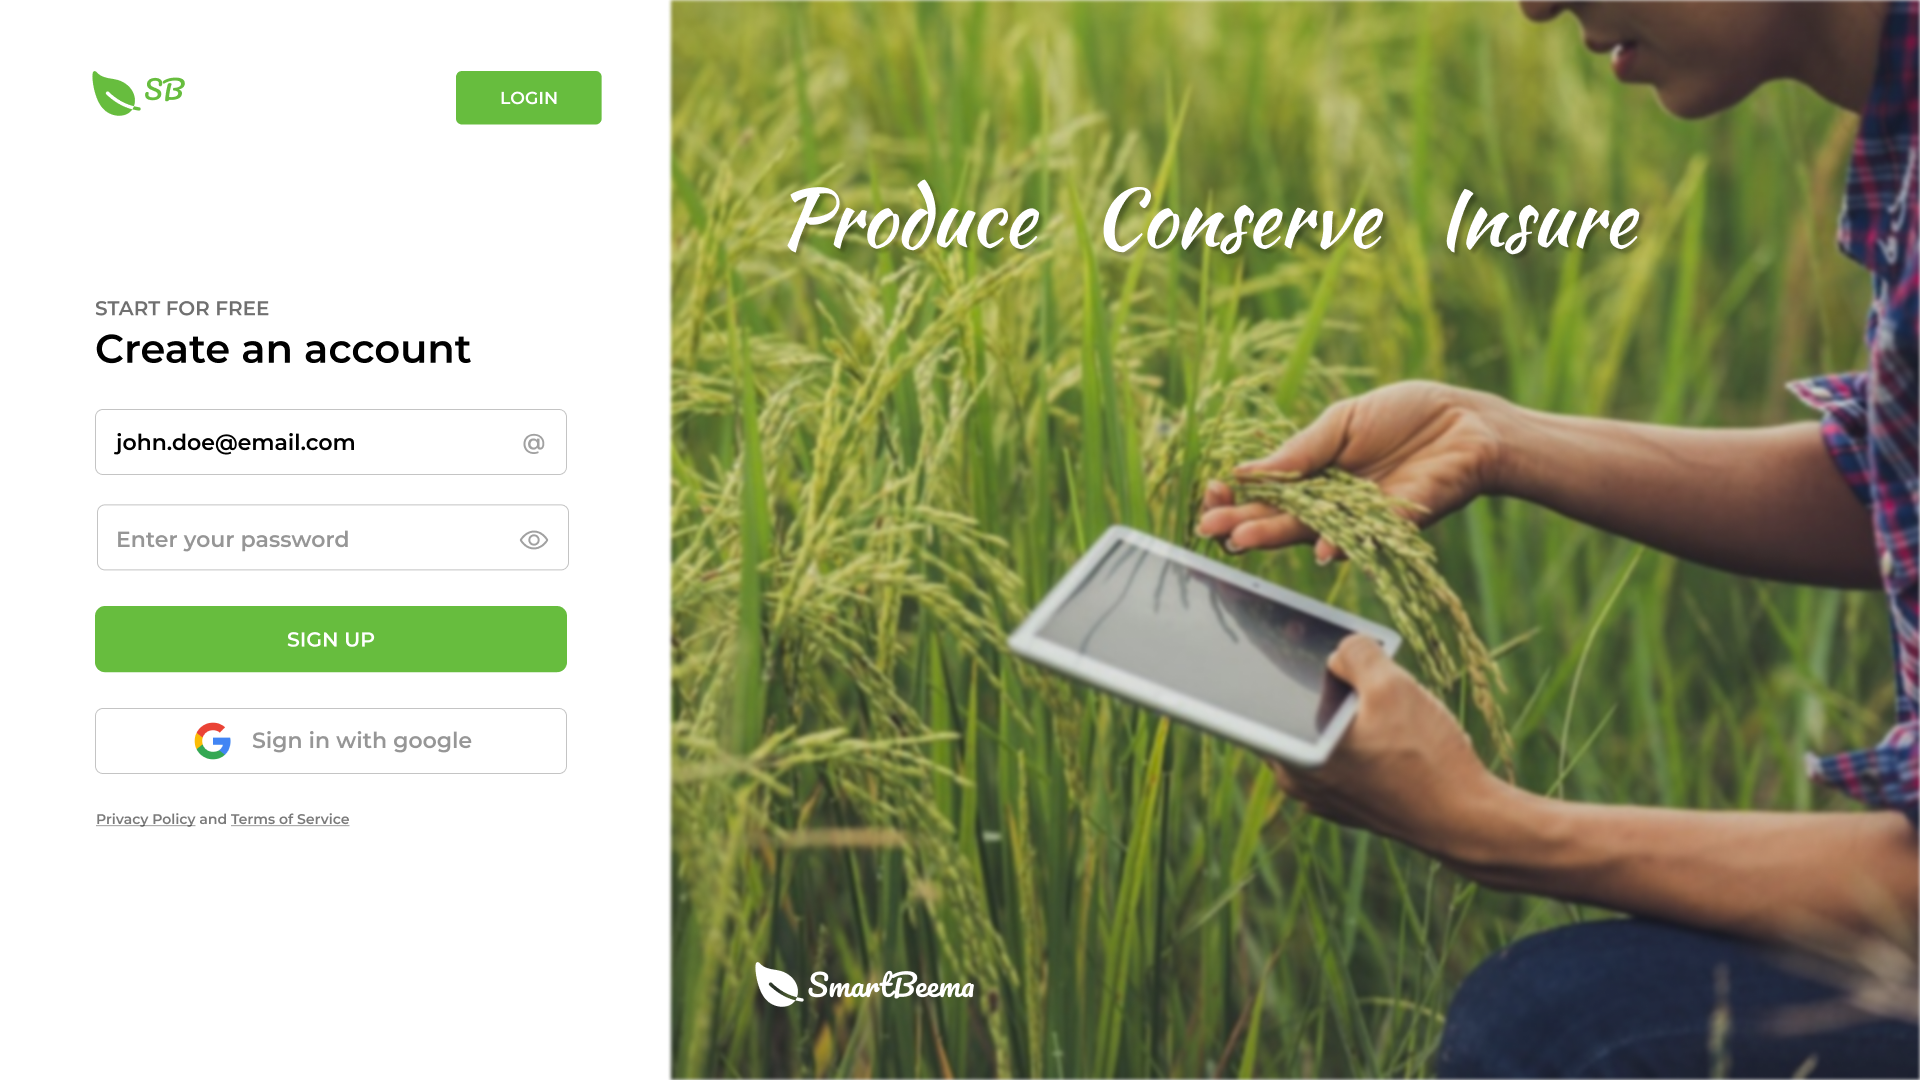 SB
LOGIN
Produce Conserve Insure
START FOR FREE
Create an account
john.doe@email.com @
Enter your password
SIGN UP
Sign in with google
Privacy Policy and Terms of Service
SmartBeema